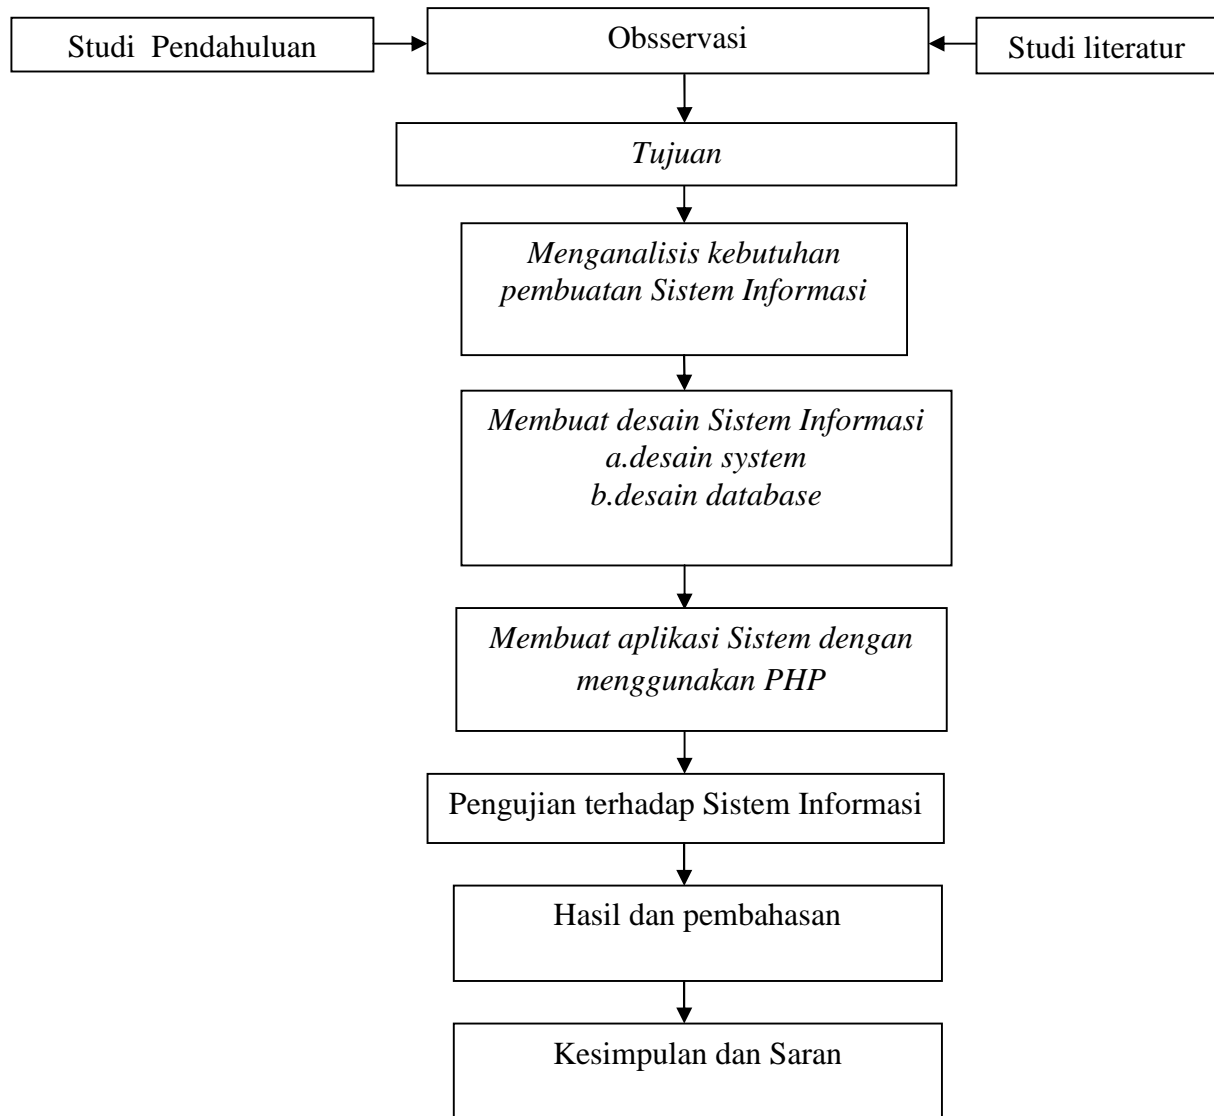 Studi Pendahuluan
Obsservasi
Studi literatur
Tujuan
Menganalisis kebutuhan
pembuatan Sistem Informasi
Membuat desain Sistem Informasi
a.desain system
b.desain database
Membuat aplikasi Sistem dengan
menggunakan PHP
Pengujian terhadap Sistem Informasi
Hasil dan pembahasan
Kesimpulan dan Saran